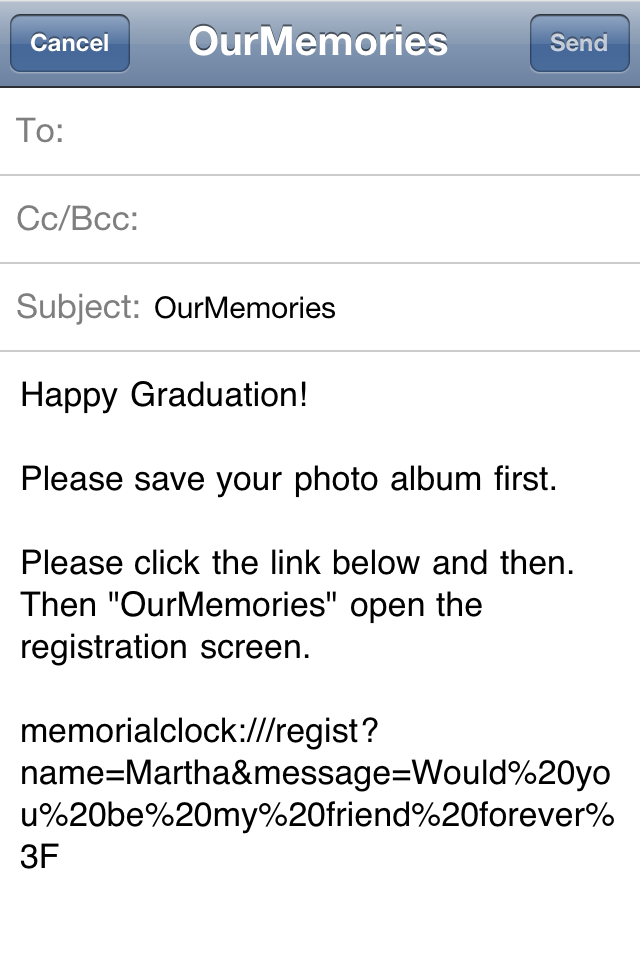 Cancel OurMemories Send
To:
Cc/Bcc:
Subject: OurMemories
Happy Graduation!
Please save your photo album first.
Please click the link below and then.
Then "OurMemories" open the
registration screen.
memorialclock:///regist?
name=Martha&message=Would%20yo
u%20be%20my%20friend%20forever%
3F